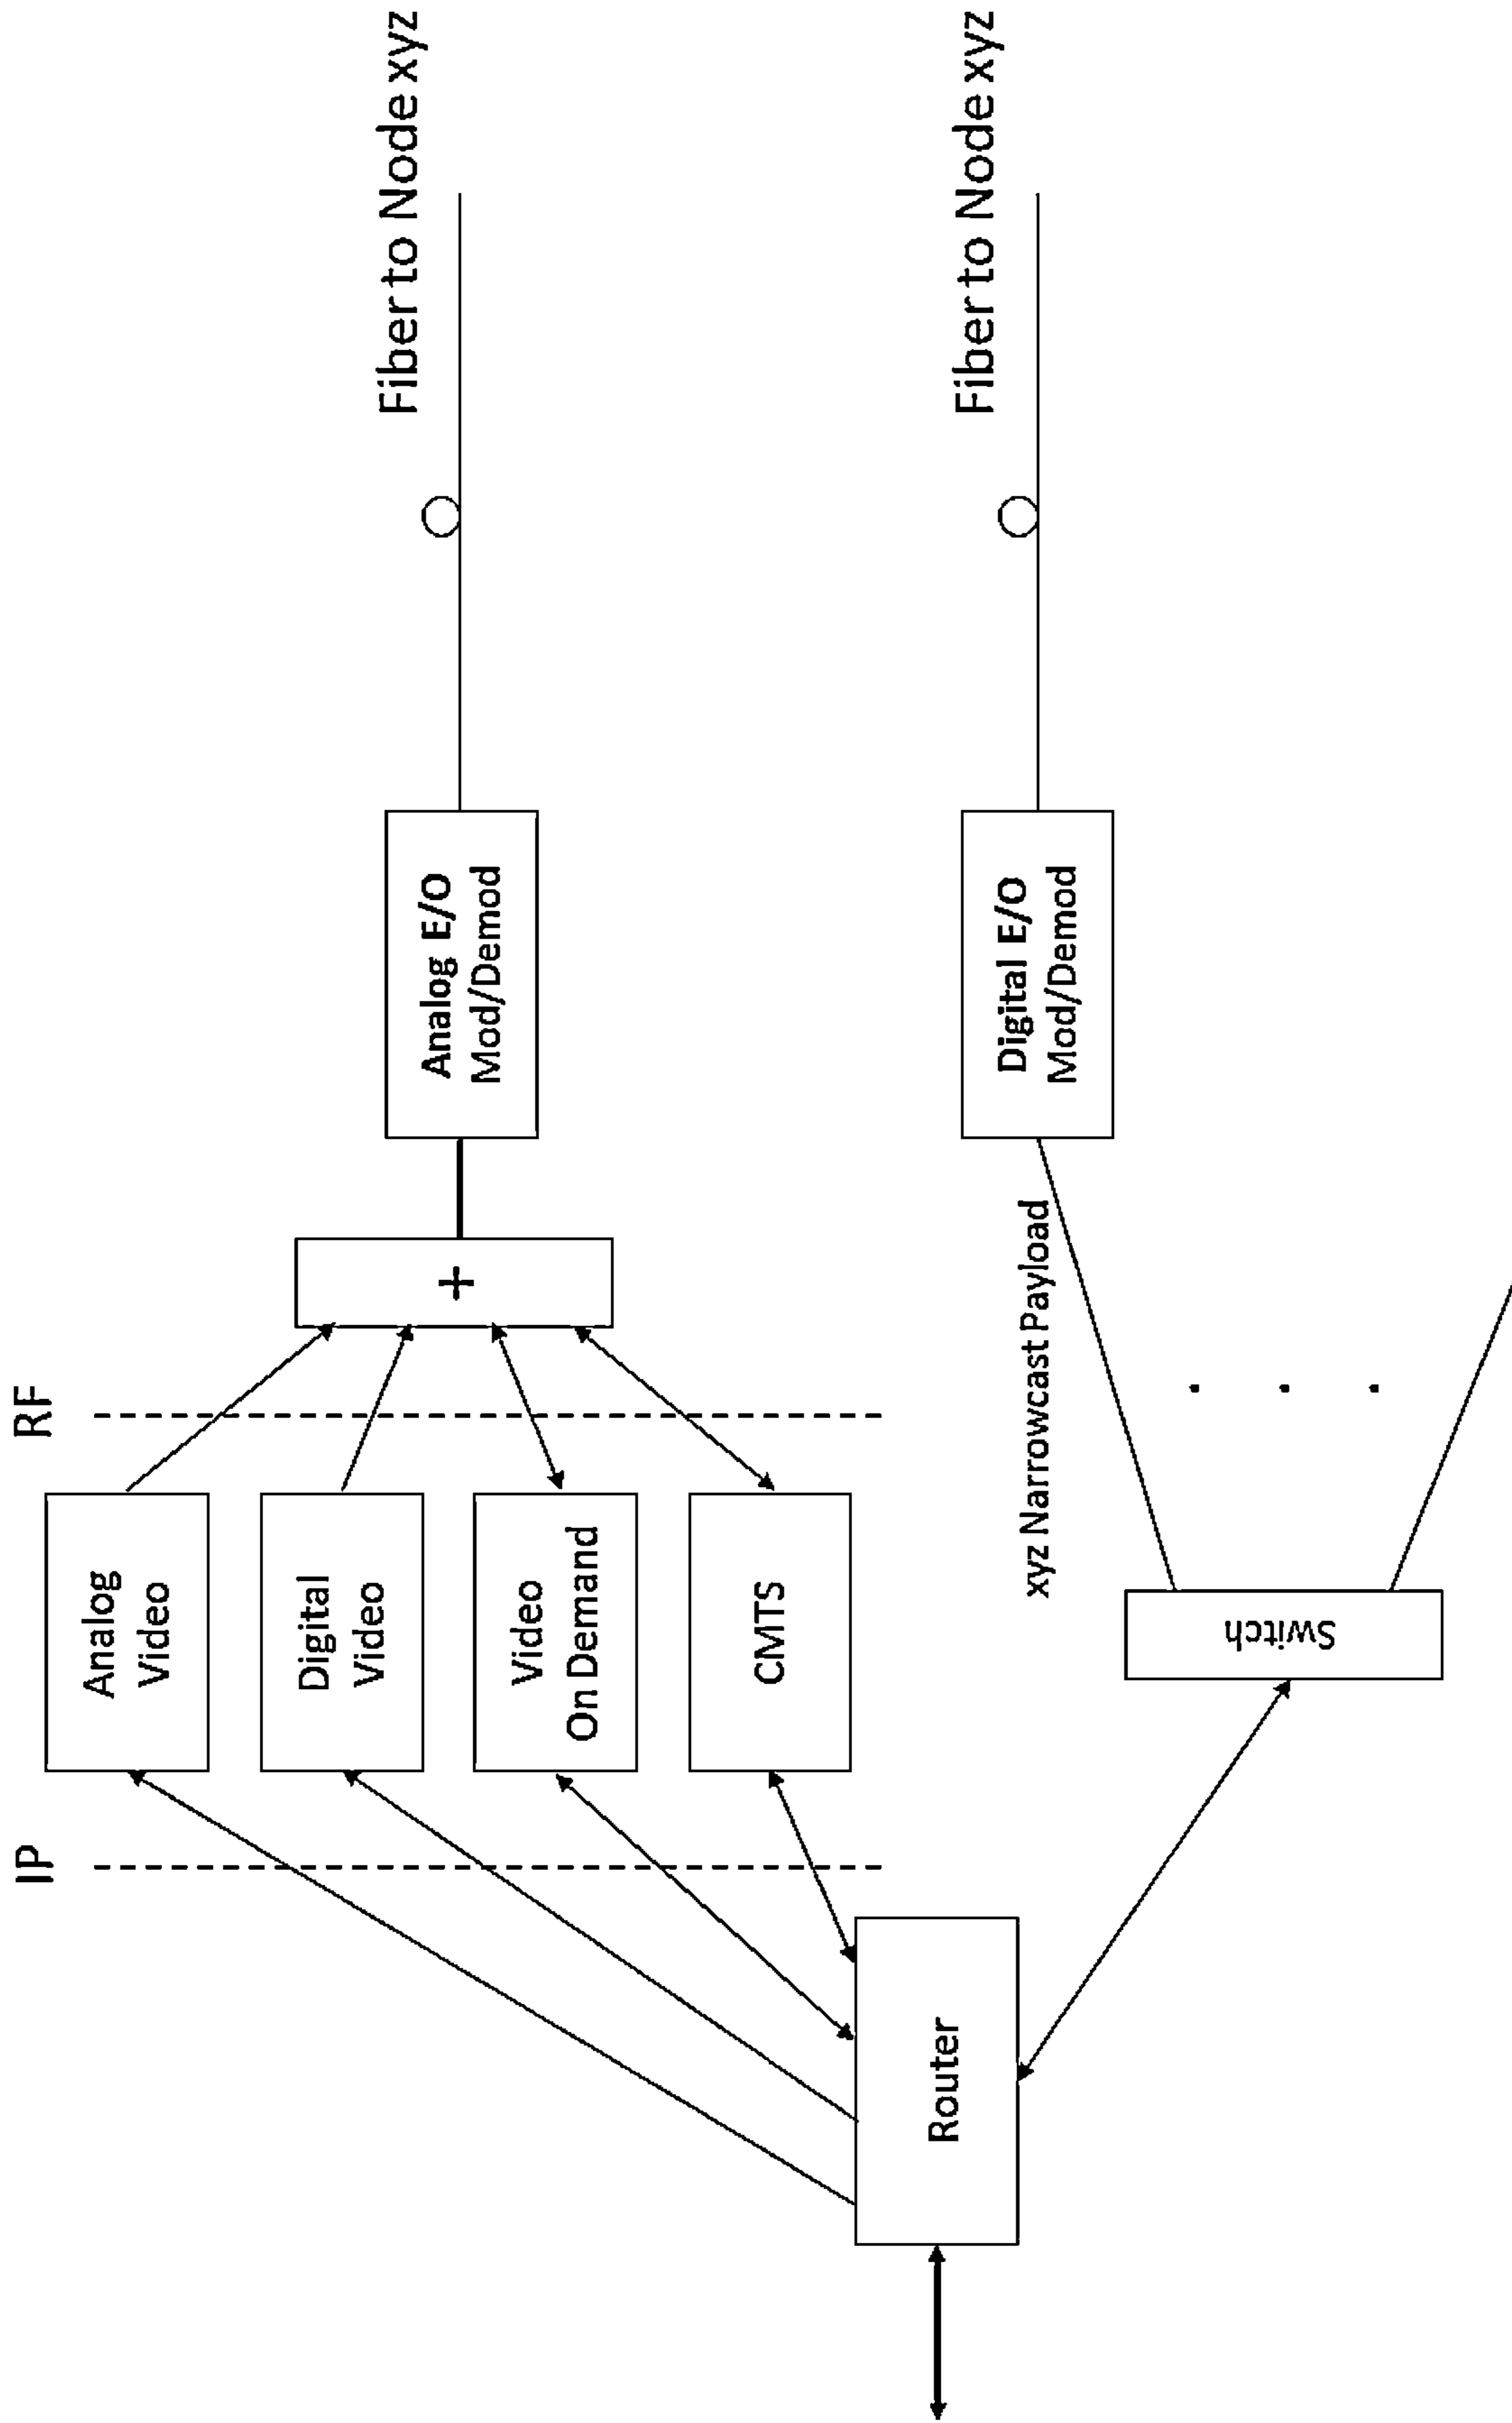 IP
RF
Analog
Video
Digital
Video
Video
On Demand
CMTS
+
Analog E/O
Mod/Demod
Fiber to Node xyz
Router
Switch
xyz Narrowcast Payload
Digital E/O
Mod/Demod
Fiber to Node xyz